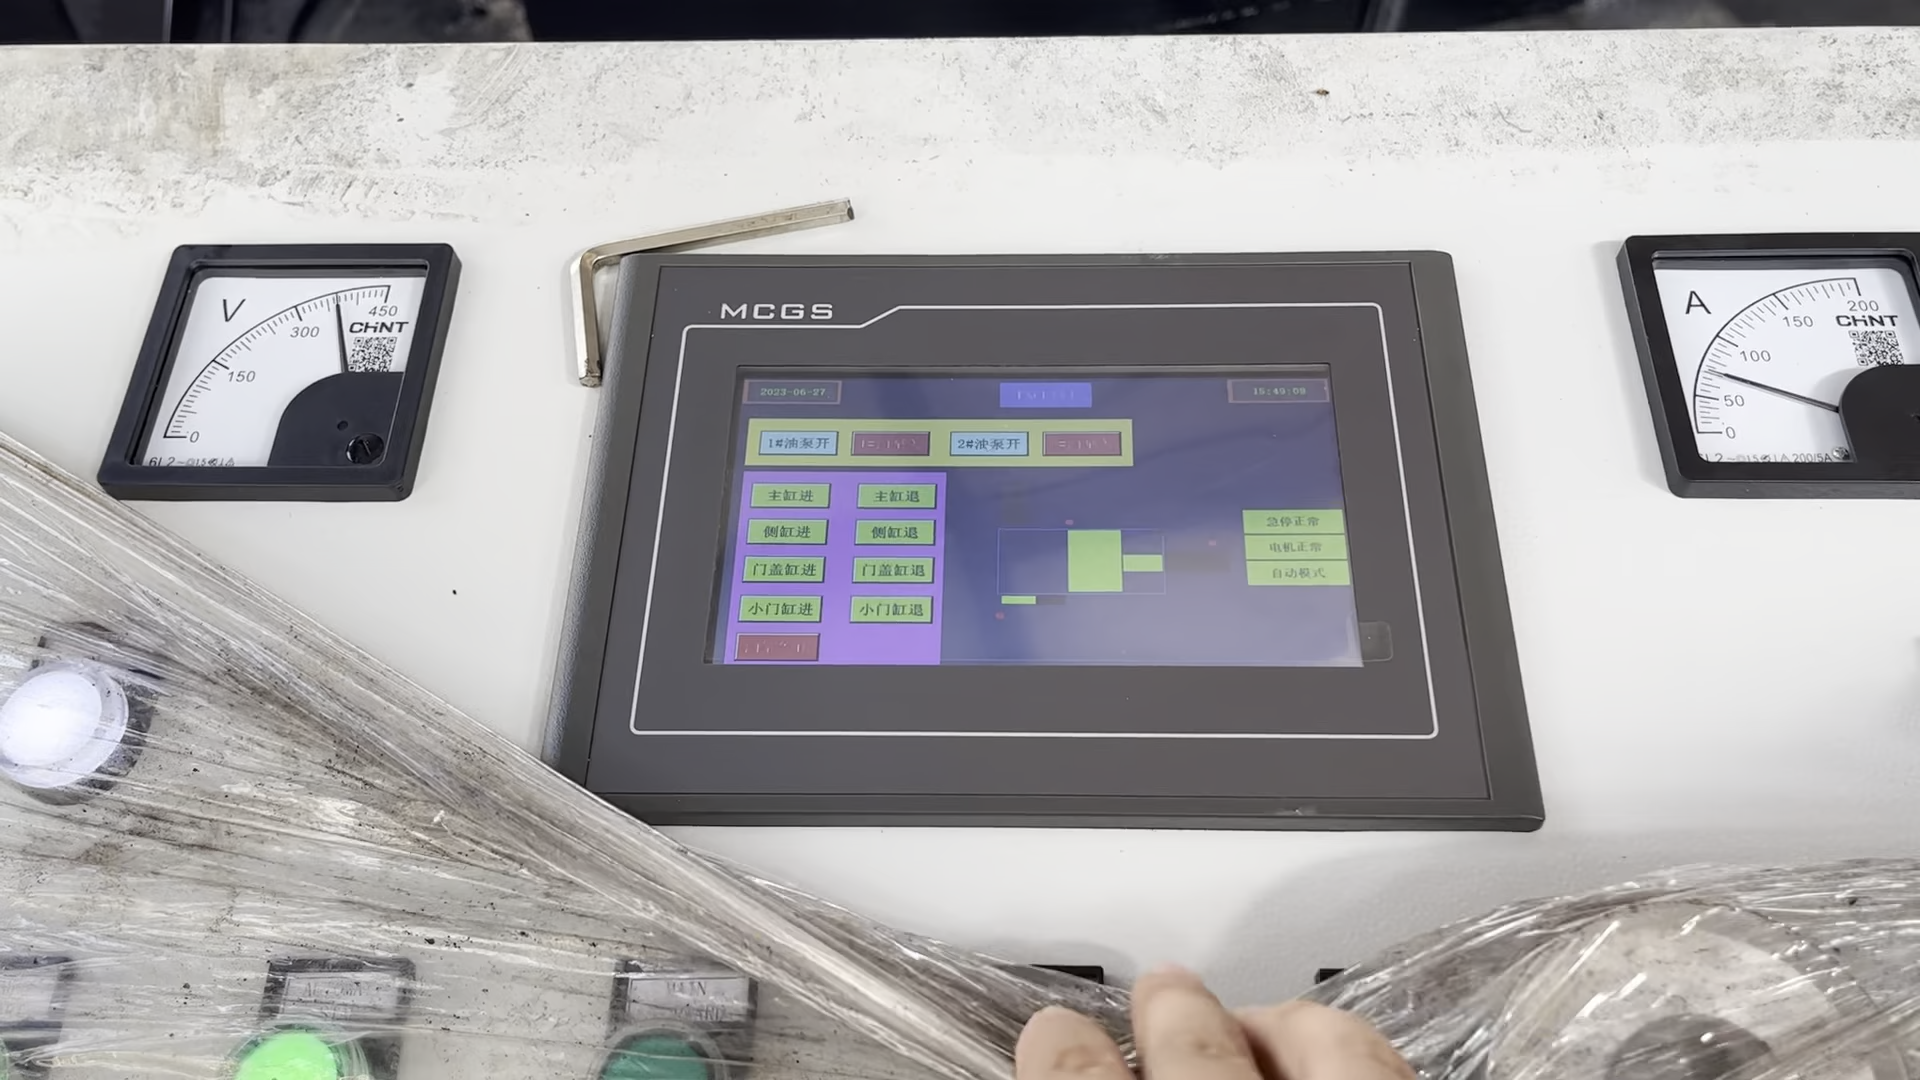 V
450
300
CHNT
150
0
MCGS
2023-06-27
15:49:09
1#油泵开
2#油泵开
主缸进
主缸退
侧缸进
侧缸退
门盖缸进
门盖缸退
小门缸进
小门缸退
急停正常
电机正常
自动模式
A
200
150
CHNT
100
50
0
200/5A
MAIN